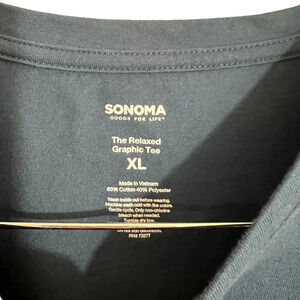 SONOMA
GOODS FOR LIFE
The Relaxed
Graphic Tee
XL
Made in Vietnam
60% Cotton 40% Polyester
Wash inside out before wearing.
Machine wash cold with like colors.
Gentle cycle. Only non-chlorine
bleach when needed.
Tumble dry low.
RN# 73277